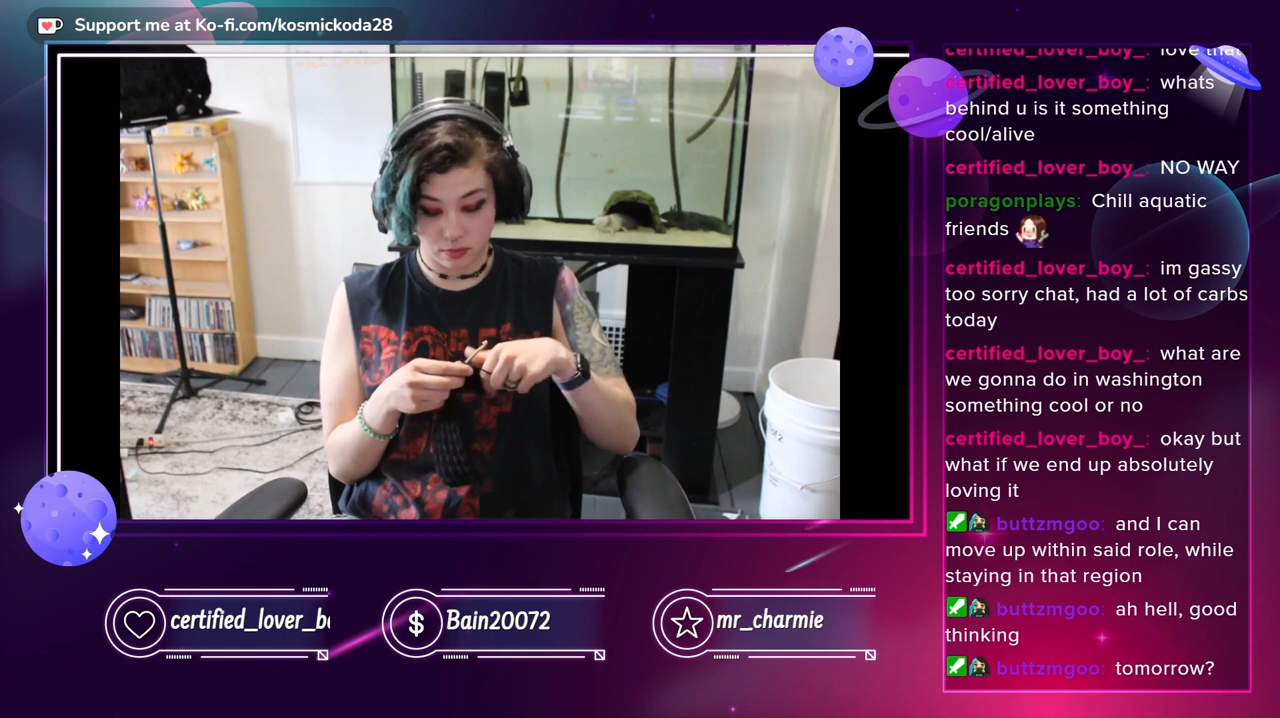 Support me at Ko-fi.com/kosmickoda28
certified_lover_boy_: love that
certified_lover_boy_: whats
behind u is it something
cool/alive
certified_lover_boy_: NO WAY
poragonplays: Chill aquatic
friends
certified_lover_boy_: im gassy
too sorry chat, had a lot of carbs
today
certified_lover_boy_: what are
we gonna do in washington
something cool or no
certified_lover_boy_: okay but
what if we end up absolutely
loving it
buttzmgoo: and I can
move up within said role, while
staying in that region
buttzmgoo: ah hell, good
thinking
buttzmgoo: tomorrow?
certified_lover_bo
$ Bain20072
mr_charmie